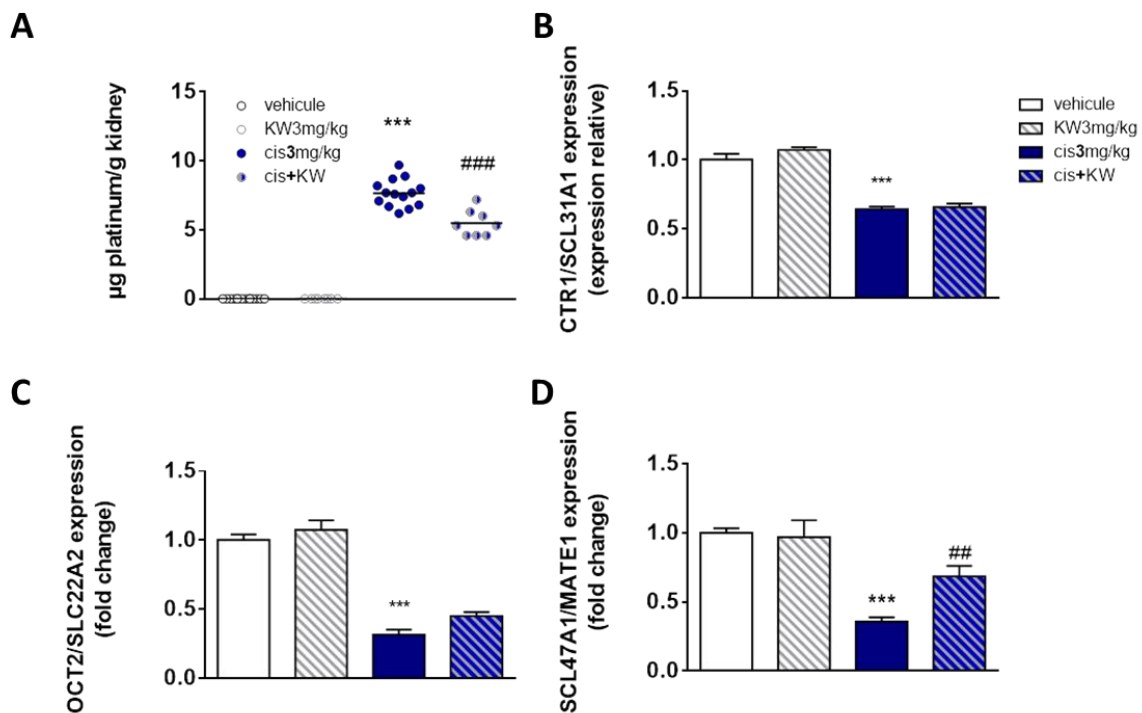 A
µg platinum/g kidney
15
10
5
0
vehicule
KW3mg/kg
cis3mg/kg
cis+KW
***
###
B
CTR1/SCL31A1 expression
(expression relative)
1.5
1.0
0.5
0.0
***
vehicule
KW3mg/kg
cis3mg/kg
cis+KW
C
OCT2/SLC22A2 expression
(fold change)
1.5
1.0
0.5
0.0
***
D
SCL47A1/MATE1 expression
(fold change)
1.5
1.0
0.5
0.0
***
##